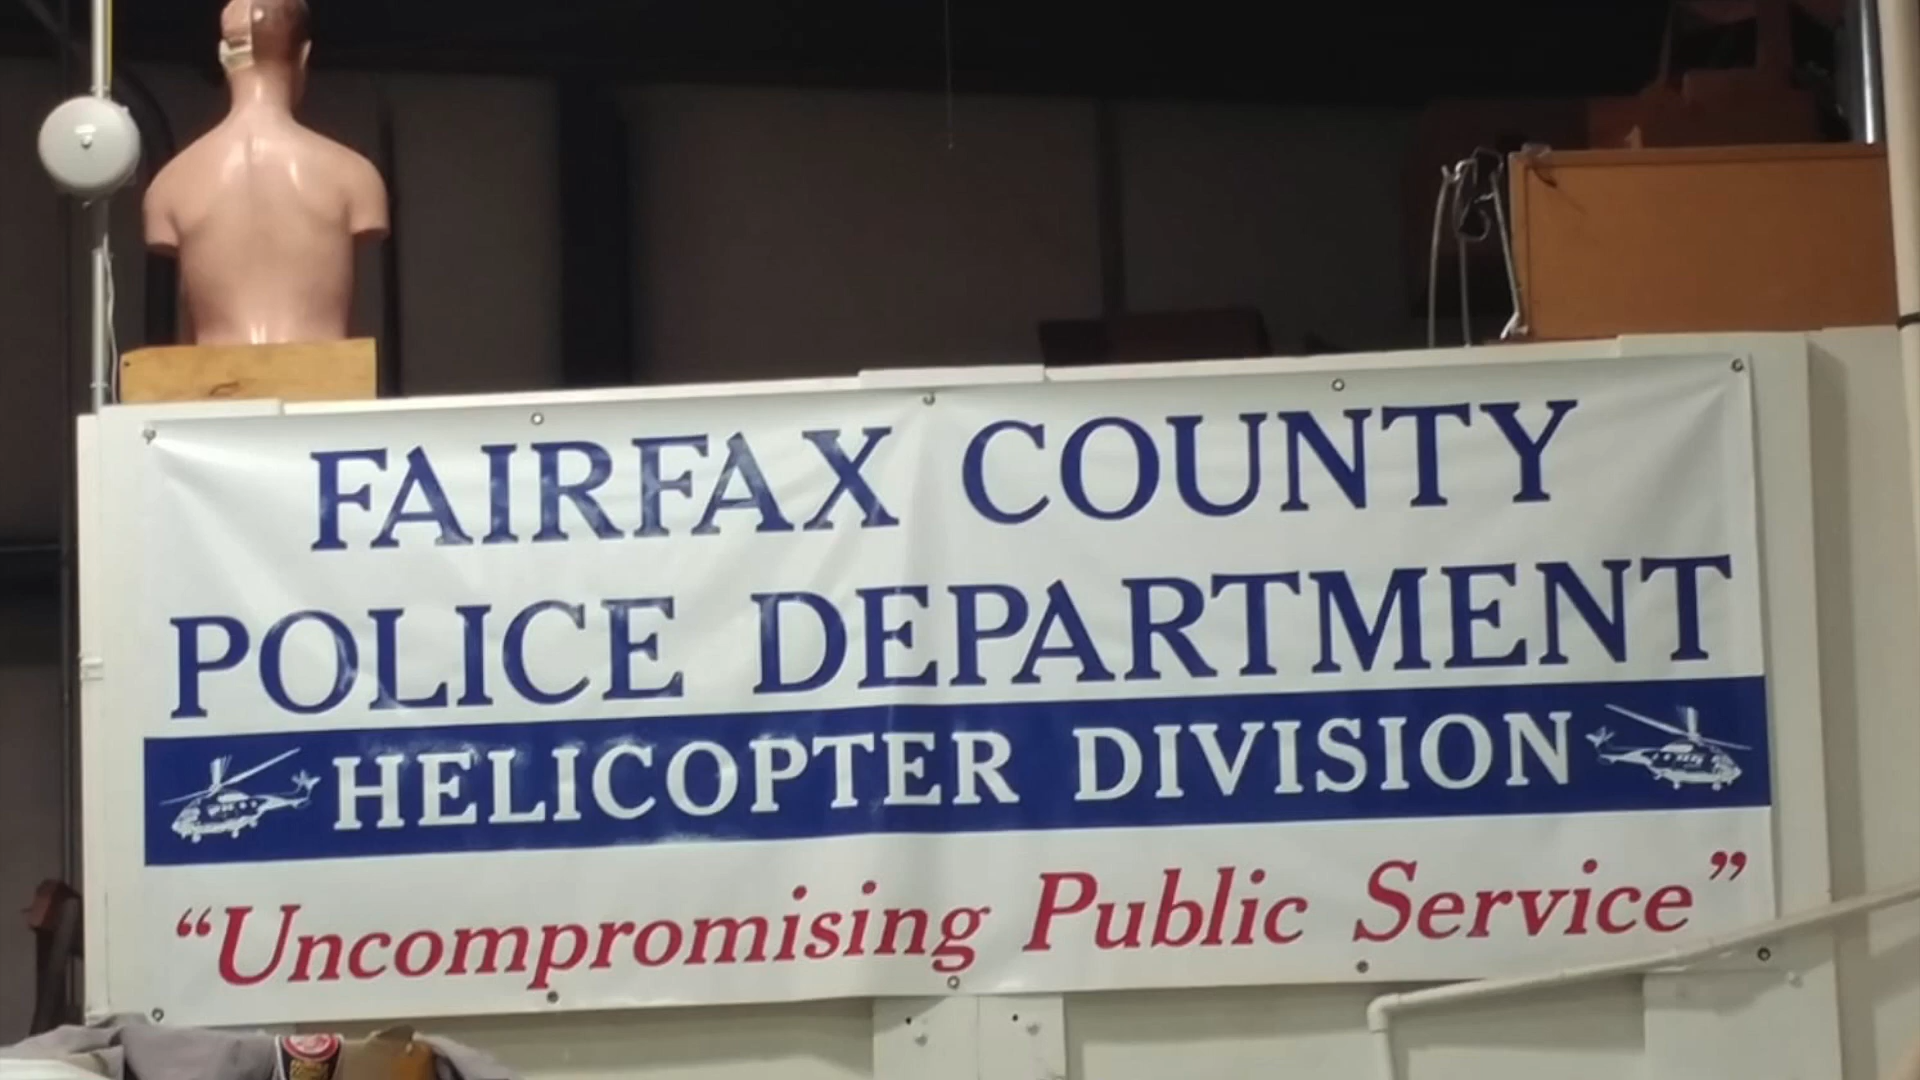 FAIRFAX COUNTY
POLICE DEPARTMENT
HELICOPTER DIVISION
“Uncompromising Public Service”